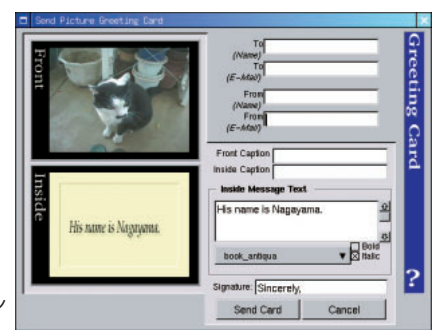 Send Picture Greeting Card
Front
To
(Name)
To
(E-Mail)
From
(Name)
From
(E-Mail)
Greeting Card
Front Caption
Inside Caption
Inside
His name is Nagayama.
Inside Message Text
His name is Nagayama.
Bold
Italic
book_antiqua
Signature: Sincerely,
Send Card
Cancel
?